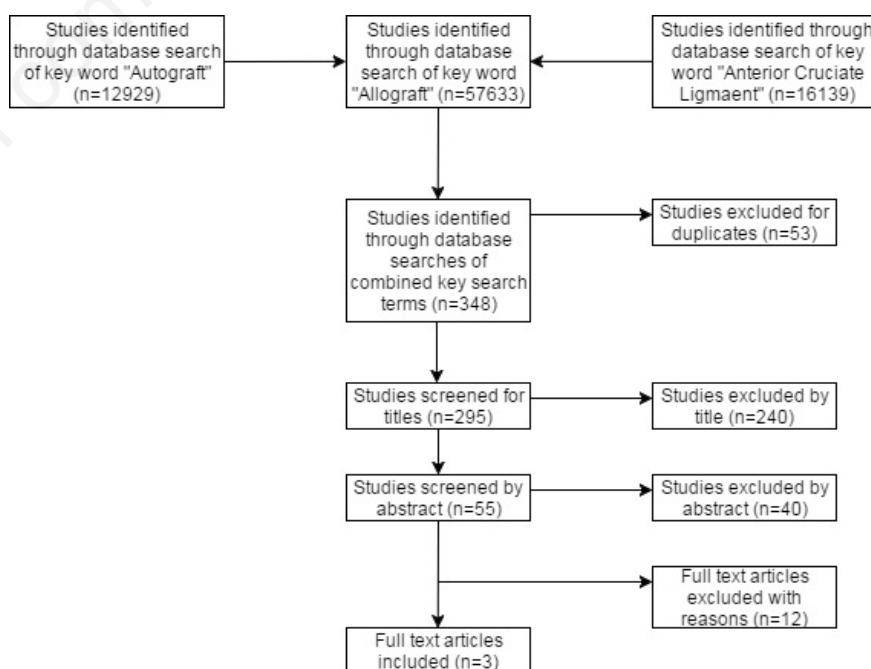 Studies identified
through database search
of key word "Autograft"
(n=12929)
Studies identified
through database
search of key word
"Allograft" (n=57633)
Studies identified through
database search of key
word "Anterior Cruciate
Ligmaent" (n=16139)
Studies identified
through database
searches of
combined key search
terms (n=348)
Studies excluded for
duplicates (n=53)
Studies screened for
titles (n=295)
Studies excluded by
title (n=240)
Studies screened by
abstract (n=55)
Studies excluded by
abstract (n=40)
Full text articles
excluded with
reasons (n=12)
Full text articles
included (n=3)